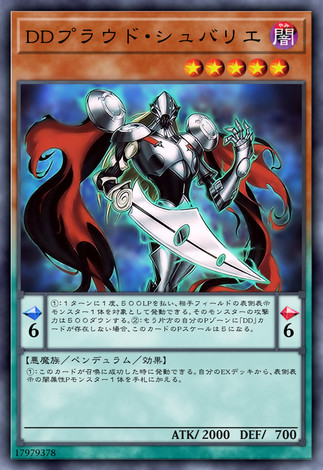 DDプラウド・シュバリエ
やみ
闇
①：1ターンに1度、500LPを払い、相手フィールドの表側表示
モンスター1体を対象として発動できる。そのモンスターの攻撃
力は500ダウンする。②：もう片方の自分のPゾーンに「DD」カ
ードが存在しない場合、このカードのPスケールは5になる。
6
6
【悪魔族／ペンデュラム／効果】
①：このカードが召喚に成功した時に発動できる。自分のEXデッキから、表側表
示の闇属性Pモンスター1体を手札に加える。
ATK/ 2000 DEF/ 700
17979378